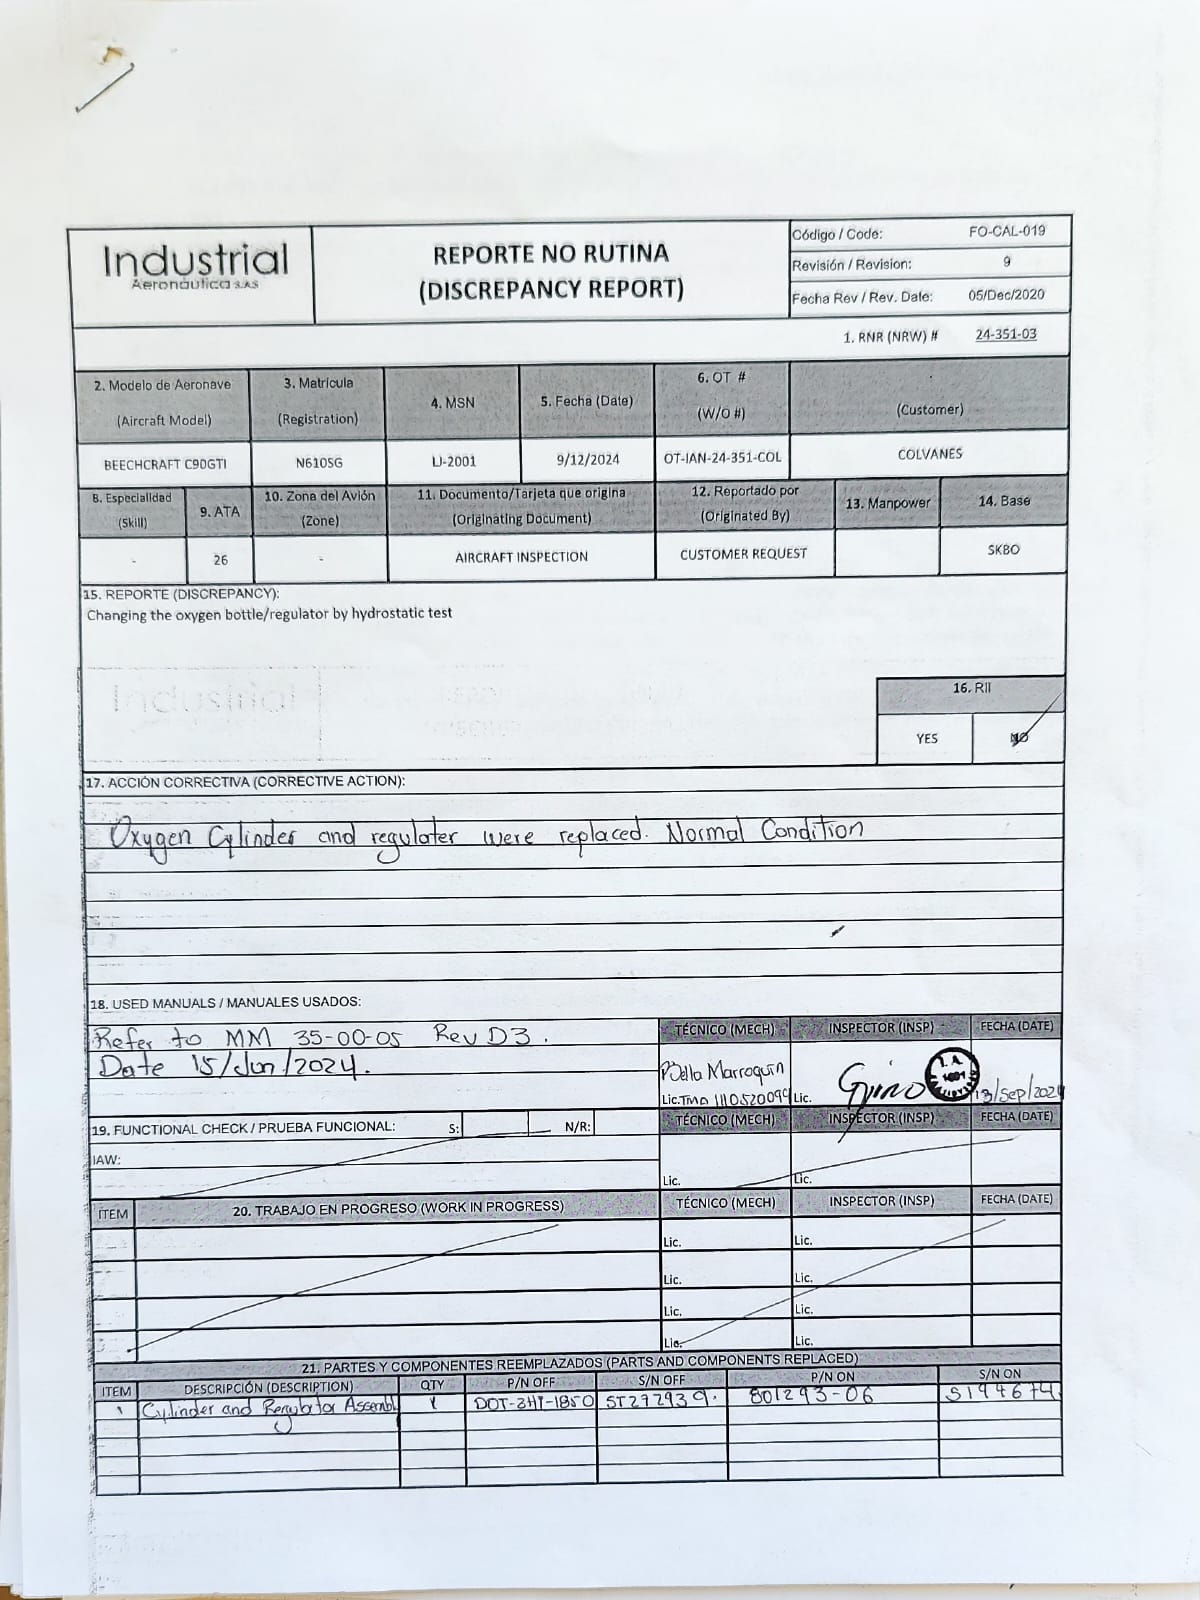 Industrial
Aeronáutica S.AS
REPORTE NO RUTINA
(DISCREPANCY REPORT)
Código / Code: FO-CAL-019
Revisión / Revision: 9
Fecha Rev / Rev. Date: 05/Dec/2020
1. RNR (NRW) # 24-351-03
2. Modelo de Aeronave (Aircraft Model) 3. Matricula (Registration) 4. MSN 5. Fecha (Date) 6. OT # (W/O #) (Customer)
BEECHCRAFT C90GTI N610SG LJ-2001 9/12/2024 OT-IAN-24-351-COL COLVANES
8. Especialidad (Skill) 9. ATA 10. Zona del Avión (Zone) 11. Documento/Tarjeta que origina (Originating Document) 12. Reportado por (Originated By) 13. Manpower 14. Base
- 26 - AIRCRAFT INSPECTION CUSTOMER REQUEST SKBO
15. REPORTE (DISCREPANCY):
Changing the oxygen bottle/regulator by hydrostatic test
Industrial
16. RII
YES NO
17. ACCIÓN CORRECTIVA (CORRECTIVE ACTION):
Oxygen Cylinder and regulater were replaced. Normal Condition
18. USED MANUALS / MANUALES USADOS:
Refer to MM 35-00-05 Rev D3.
Date 15/Jun/2024.
TÉCNICO (MECH) INSPECTOR (INSP) FECHA (DATE)
Marroquin
Lic. Lic. 13/Sep/2024
19. FUNCTIONAL CHECK / PRUEBA FUNCIONAL: S: N/R:
TÉCNICO (MECH) INSPECTOR (INSP) FECHA (DATE)
IAW:
Lic. Lic.
ITEM 20. TRABAJO EN PROGRESO (WORK IN PROGRESS) TÉCNICO (MECH) INSPECTOR (INSP) FECHA (DATE)
Lic. Lic.
Lic. Lic.
Lic. Lic.
Lic. Lic.
21. PARTES Y COMPONENTES REEMPLAZADOS (PARTS AND COMPONENTS REPLACED)
ITEM DESCRIPCIÓN (DESCRIPTION) QTY P/N OFF S/N OFF P/N ON S/N ON
1 Cylinder and Regulator Assembl 1 DOT-3HT-1850 ST272939. 801293-06